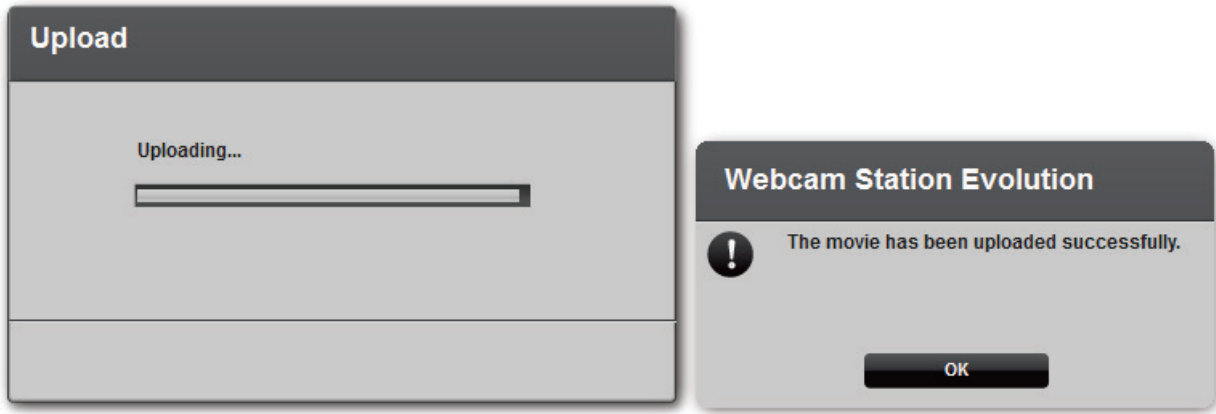 Upload
Uploading...
Webcam Station Evolution
The movie has been uploaded successfully.
OK